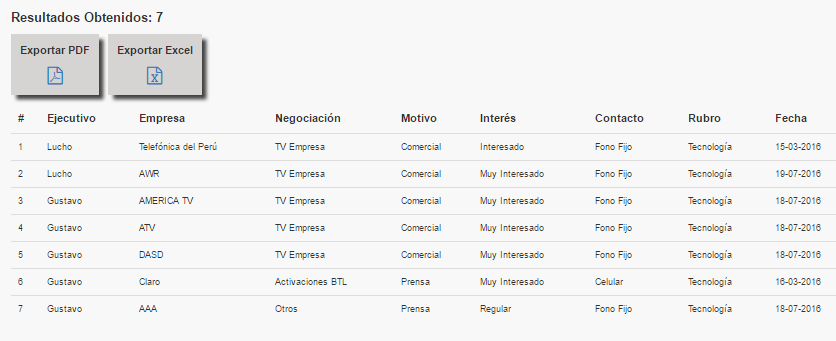 Resultados Obtenidos: 7
Exportar PDF Exportar Excel
# Ejecutivo Empresa Negociación Motivo Interés Contacto Rubro Fecha
1 Lucho Telefónica del Perú TV Empresa Comercial Interesado Fono Fijo Tecnología 15-03-2016
2 Lucho AWR TV Empresa Comercial Muy Interesado Fono Fijo Tecnología 19-07-2016
3 Gustavo AMERICA TV TV Empresa Comercial Muy Interesado Fono Fijo Tecnología 18-07-2016
4 Gustavo ATV TV Empresa Comercial Muy Interesado Fono Fijo Tecnología 18-07-2016
5 Gustavo DASD TV Empresa Comercial Muy Interesado Fono Fijo Tecnología 18-07-2016
6 Gustavo Claro Activaciones BTL Prensa Muy Interesado Celular Tecnología 16-03-2016
7 Gustavo AAA Otros Prensa Regular Fono Fijo Tecnología 18-07-2016